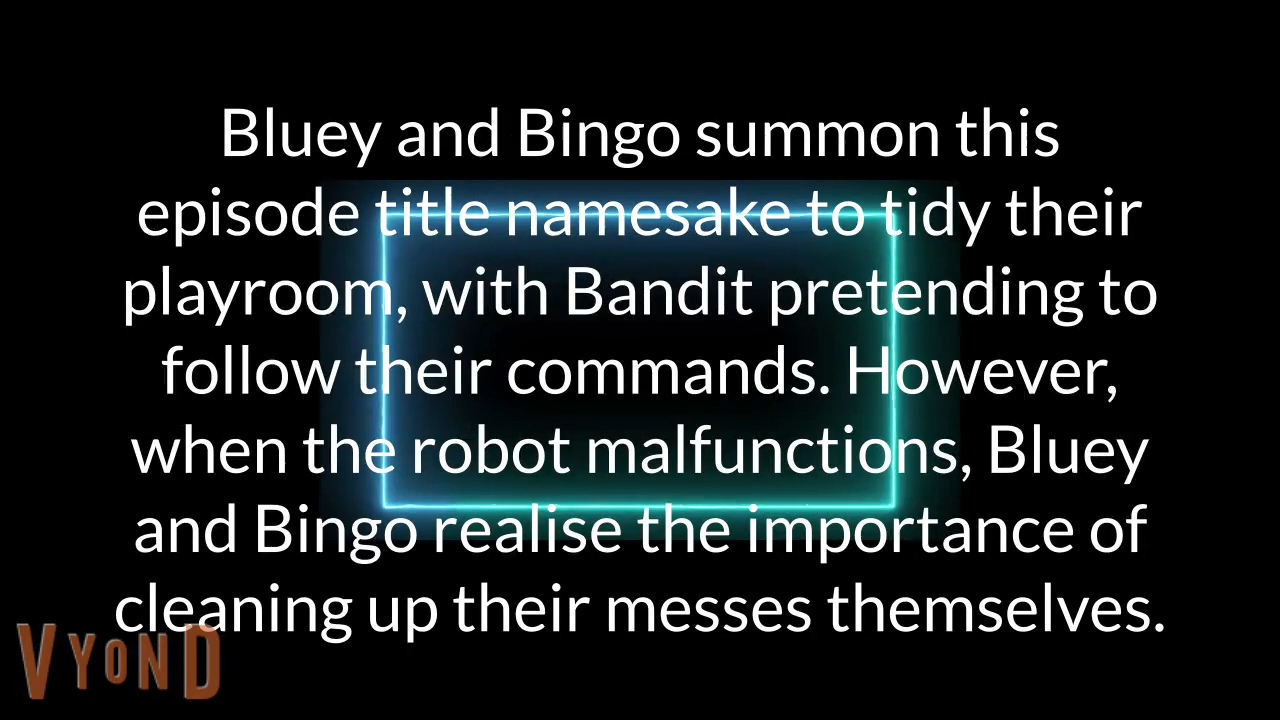 Bluey and Bingo summon this
episode title namesake to tidy their
playroom, with Bandit pretending to
follow their commands. However,
when the robot malfunctions, Bluey
and Bingo realise the importance of
cleaning up their messes themselves.
VYOND